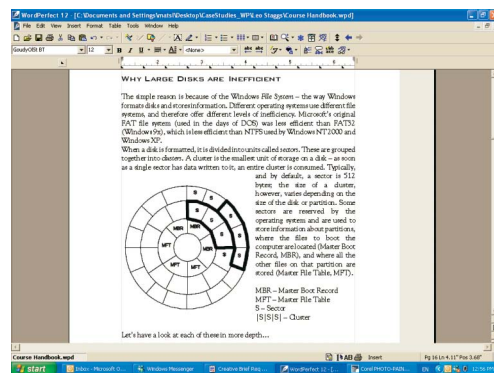 WordPerfect 12 - [C:\Documents and Settings\mats\Desktop\CaseStudies_WP\Lex Staggs\Course Handbook.wpd]
File Edit View Insert Format Table Tools Window Help
GoudyOlSt BT 12 B I U <None>
WHY LARGE DISKS ARE INEFFICIENT
The simple reason is because of the Windows File System – the way Windows
formats disks and stores information. Different operating systems use different file
systems, and therefore offer different levels of inefficiency. Microsoft's original
FAT file system (used in the days of DOS) was less efficient than FAT32
(Windows 9x), which is less efficient than NTFS used by Windows NT 2000 and
Windows XP.
When a disk is formatted, it is divided into units called sectors. These are grouped
together into clusters. A cluster is the smallest unit of storage on a disk – as soon
as a single sector has data written to it, an entire cluster is consumed. Typically,
and by default, a sector is 512
bytes; the size of a cluster,
however, varies depending on the
size of the disk or partition. Some
sectors are reserved by the
operating system and are used to
store information about partitions,
where the files to boot the
computer are located (Master Boot
Record, MBR), and where all the
other files on that partition are
stored (Master File Table, MFT).
S S
S S S
S
MBR MBR S
MFT MBR S
MFT MFT S
MBR – Master Boot Record
MFT – Master File Table
S – Sector
|S|S|S| – Cluster
Let's have a look at each of these in more depth...
Course Handbook.wpd AB Insert Pg 16 Ln 4.11" Pos 3.68"
start Inbox - Microsoft O... Windows Messenger Creative Brief Req ... WordPerfect 12 - [... Corel PHOTO-PAIN... EN 12:56 PM